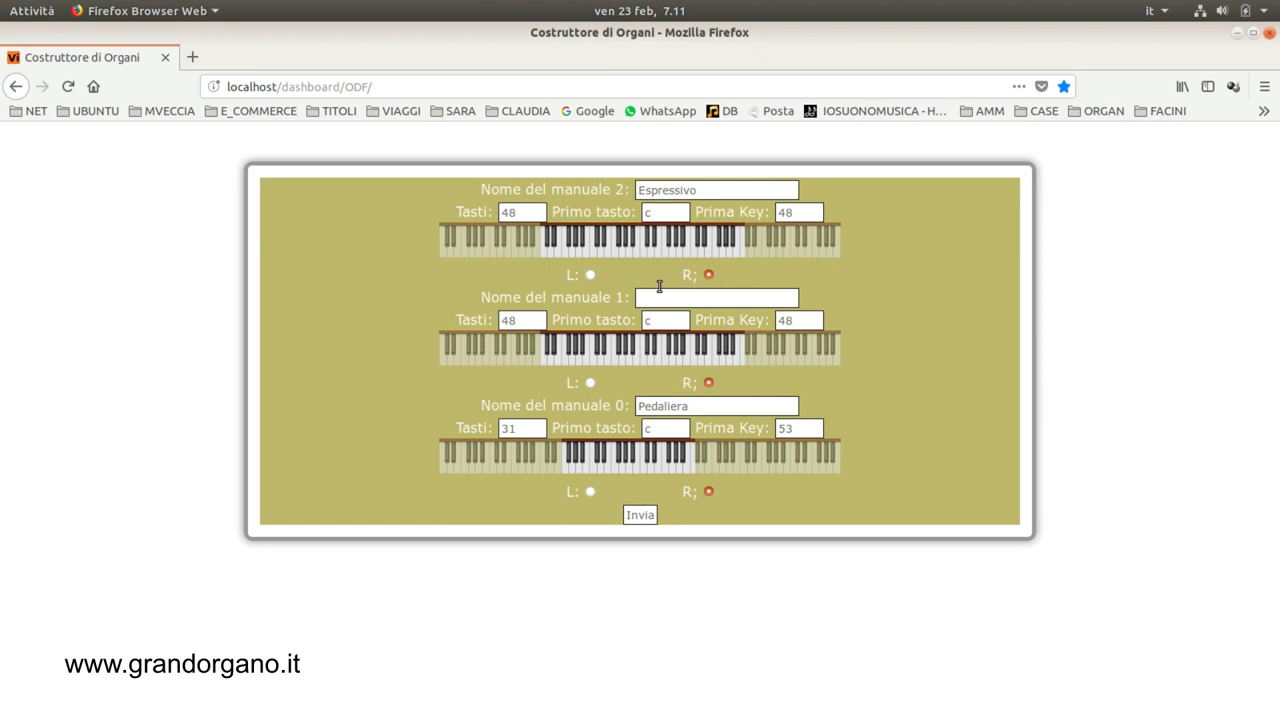 Attività Firefox Browser Web ven 23 feb, 7.11 it
Costruttore di Organi - Mozilla Firefox
Vi Costruttore di Organi
localhost/dashboard/ODF/
NET UBUNTU MVECCIA E_COMMERCE TITOLI VIAGGI SARA CLAUDIA Google WhatsApp DB Posta IOSUONOMUSICA - H... AMM CASE ORGAN FACINI
Nome del manuale 2: Espressivo
Tasti: 48 Primo tasto: c Prima Key: 48
L: R;
Nome del manuale 1:
Tasti: 48 Primo tasto: c Prima Key: 48
L: R;
Nome del manuale 0: Pedaliera
Tasti: 31 Primo tasto: c Prima Key: 53
L: R;
Invia
www.grandorgano.it